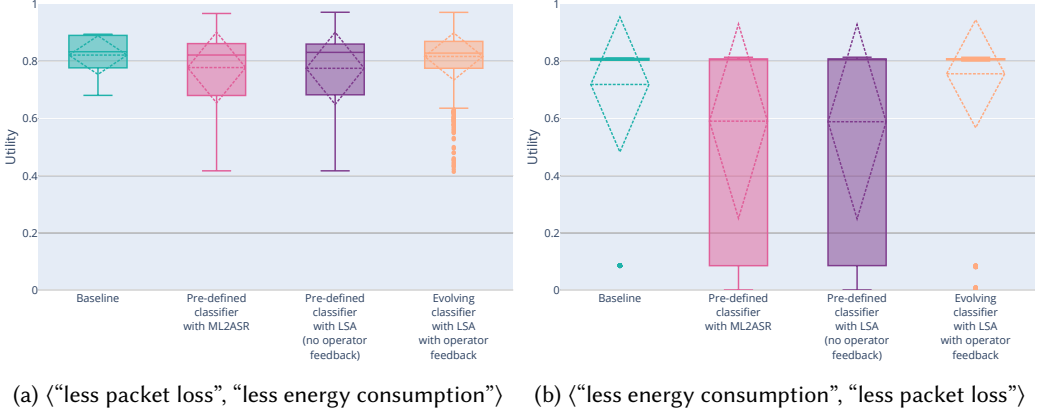 1
0.8
0.6
0.4
0.2
0
Utility
Baseline
Pre-defined
classifier
with ML2ASR
Pre-defined
classifier
with LSA
(no operator
feedback)
Evolving
classifier
with LSA
with operator
feedback
(a) ⟨“less packet loss”, “less energy consumption”⟩
1
0.8
0.6
0.4
0.2
0
Utility
Baseline
Pre-defined
classifier
with ML2ASR
Pre-defined
classifier
with LSA
(no operator
feedback)
Evolving
classifier
with LSA
with operator
feedback
(b) ⟨“less energy consumption”, “less packet loss”⟩